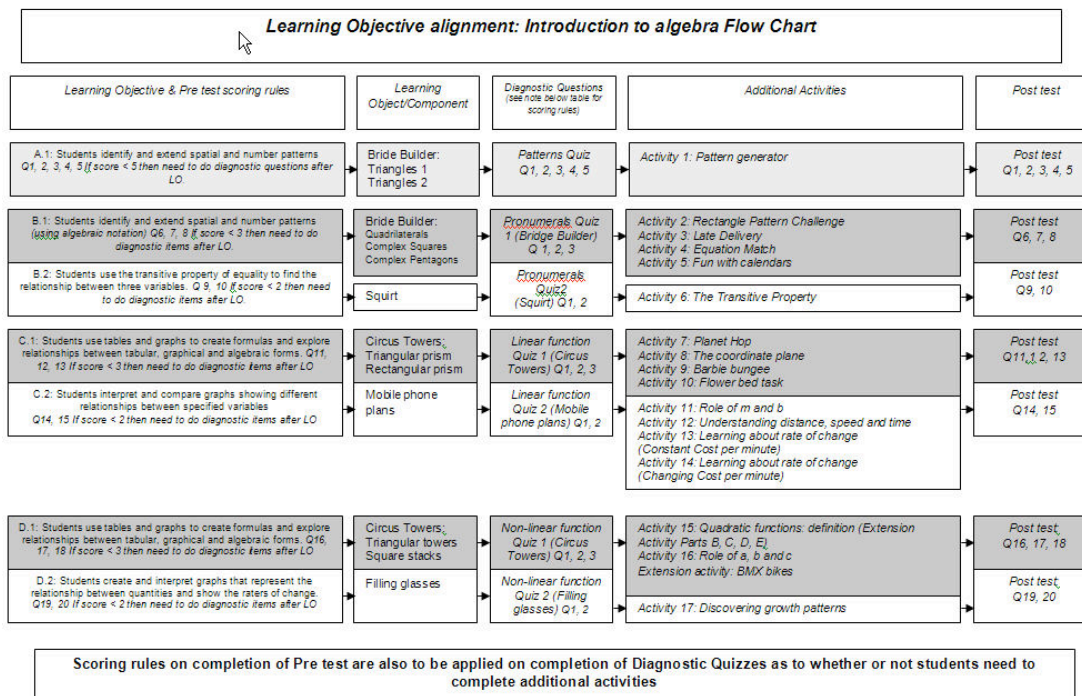 Learning Objective alignment: Introduction to algebra Flow Chart
Learning Objective & Pre test scoring rules
Learning
Object/Component
Diagnostic Questions
(see note below table for
scoring rules)
Additional Activities
Post test
A.1: Students identify and extend spatial and number patterns
Q1, 2, 3, 4, 5 If score < 5 then need to do diagnostic questions after
LO.
Bride Builder:
Triangles 1
Triangles 2
Patterns Quiz
Q1, 2, 3, 4, 5
Activity 1: Pattern generator
Post test
Q1, 2, 3, 4, 5
B.1: Students identify and extend spatial and number patterns
(using algebraic notation) Q6, 7, 8 If score < 3 then need to do
diagnostic items after LO.
Bride Builder:
Quadrilaterals
Complex Squares
Complex Pentagons
Pronumerals Quiz
1 (Bridge Builder)
Q 1, 2, 3
Activity 2: Rectangle Pattern Challenge
Activity 3: Late Delivery
Activity 4: Equation Match
Activity 5: Fun with calendars
Post test
Q6, 7, 8
B.2: Students use the transitive property of equality to find the
relationship between three variables. Q 9, 10 If score < 2 then need
to do diagnostic items after LO.
Squirt
Pronumerals
Quiz2
(Squirt) Q1, 2
Activity 6: The Transitive Property
Post test
Q9, 10
C.1: Students use tables and graphs to create formulas and explore
relationships between tabular, graphical and algebraic forms. Q11,
12, 13 If score < 3 then need to do diagnostic items after LO
Circus Towers:
Triangular prism
Rectangular prism
Linear function
Quiz 1 (Circus
Towers) Q1, 2, 3
Activity 7: Planet Hop
Activity 8: The coordinate plane
Activity 9: Barbie bungee
Activity 10: Flower bed task
Post test
Q11,1 2, 13
C.2: Students interpret and compare graphs showing different
relationships between specified variables
Q14, 15 If score < 2 then need to do diagnostic items after LO
Mobile phone
plans
Linear function
Quiz 2 (Mobile
phone plans) Q1, 2
Activity 11: Role of m and b
Activity 12: Understanding distance, speed and time
Activity 13: Learning about rate of change
(Constant Cost per minute)
Activity 14: Learning about rate of change
(Changing Cost per minute)
Post test
Q14, 15
D.1: Students use tables and graphs to create formulas and explore
relationships between tabular, graphical and algebraic forms. Q16,
17, 18 If score < 3 then need to do diagnostic items after LO
Circus Towers:
Triangular towers
Square stacks
Non-linear function
Quiz 1 (Circus
Towers) Q1, 2, 3
Activity 15: Quadratic functions: definition (Extension
Activity Parts B, C, D, E)
Activity 16: Role of a, b and c
Extension activity: BMX bikes
Post test
Q16, 17, 18
D.2: Students create and interpret graphs that represent the
relationship between quantities and show the raters of change.
Q19, 20 If score < 2 then need to do diagnostic items after LO
Filling glasses
Non-linear function
Quiz 2 (Filling
glasses) Q1, 2
Activity 17: Discovering growth patterns
Post test
Q19, 20
Scoring rules on completion of Pre test are also to be applied on completion of Diagnostic Quizzes as to whether or not students need to
complete additional activities